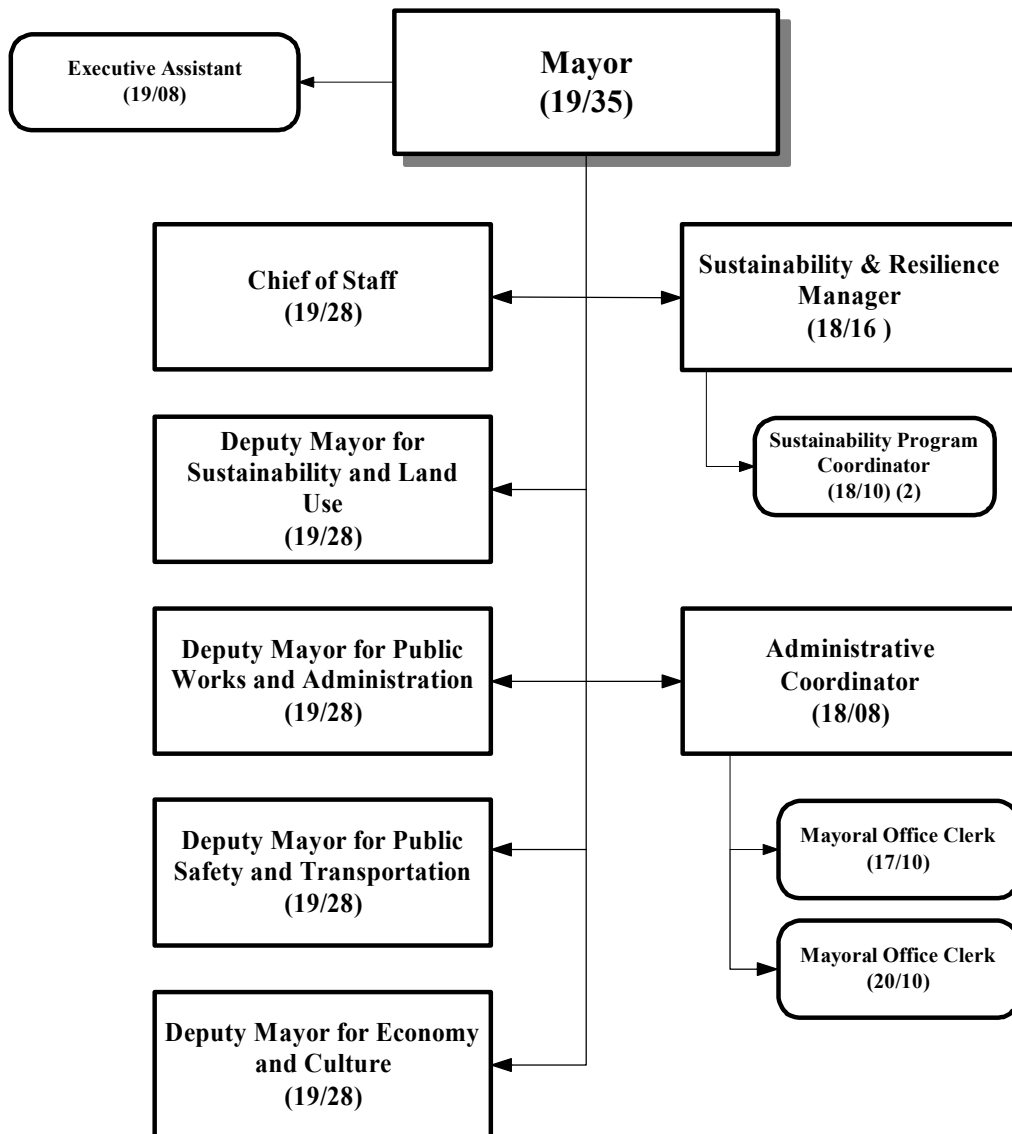 Executive Assistant
(19/08)
Mayor
(19/35)
Chief of Staff
(19/28)
Sustainability & Resilience
Manager
(18/16 )
Deputy Mayor for
Sustainability and Land
Use
(19/28)
Sustainability Program
Coordinator
(18/10) (2)
Deputy Mayor for Public
Works and Administration
(19/28)
Administrative
Coordinator
(18/08)
Deputy Mayor for Public
Safety and Transportation
(19/28)
Mayoral Office Clerk
(17/10)
Mayoral Office Clerk
(20/10)
Deputy Mayor for Economy
and Culture
(19/28)